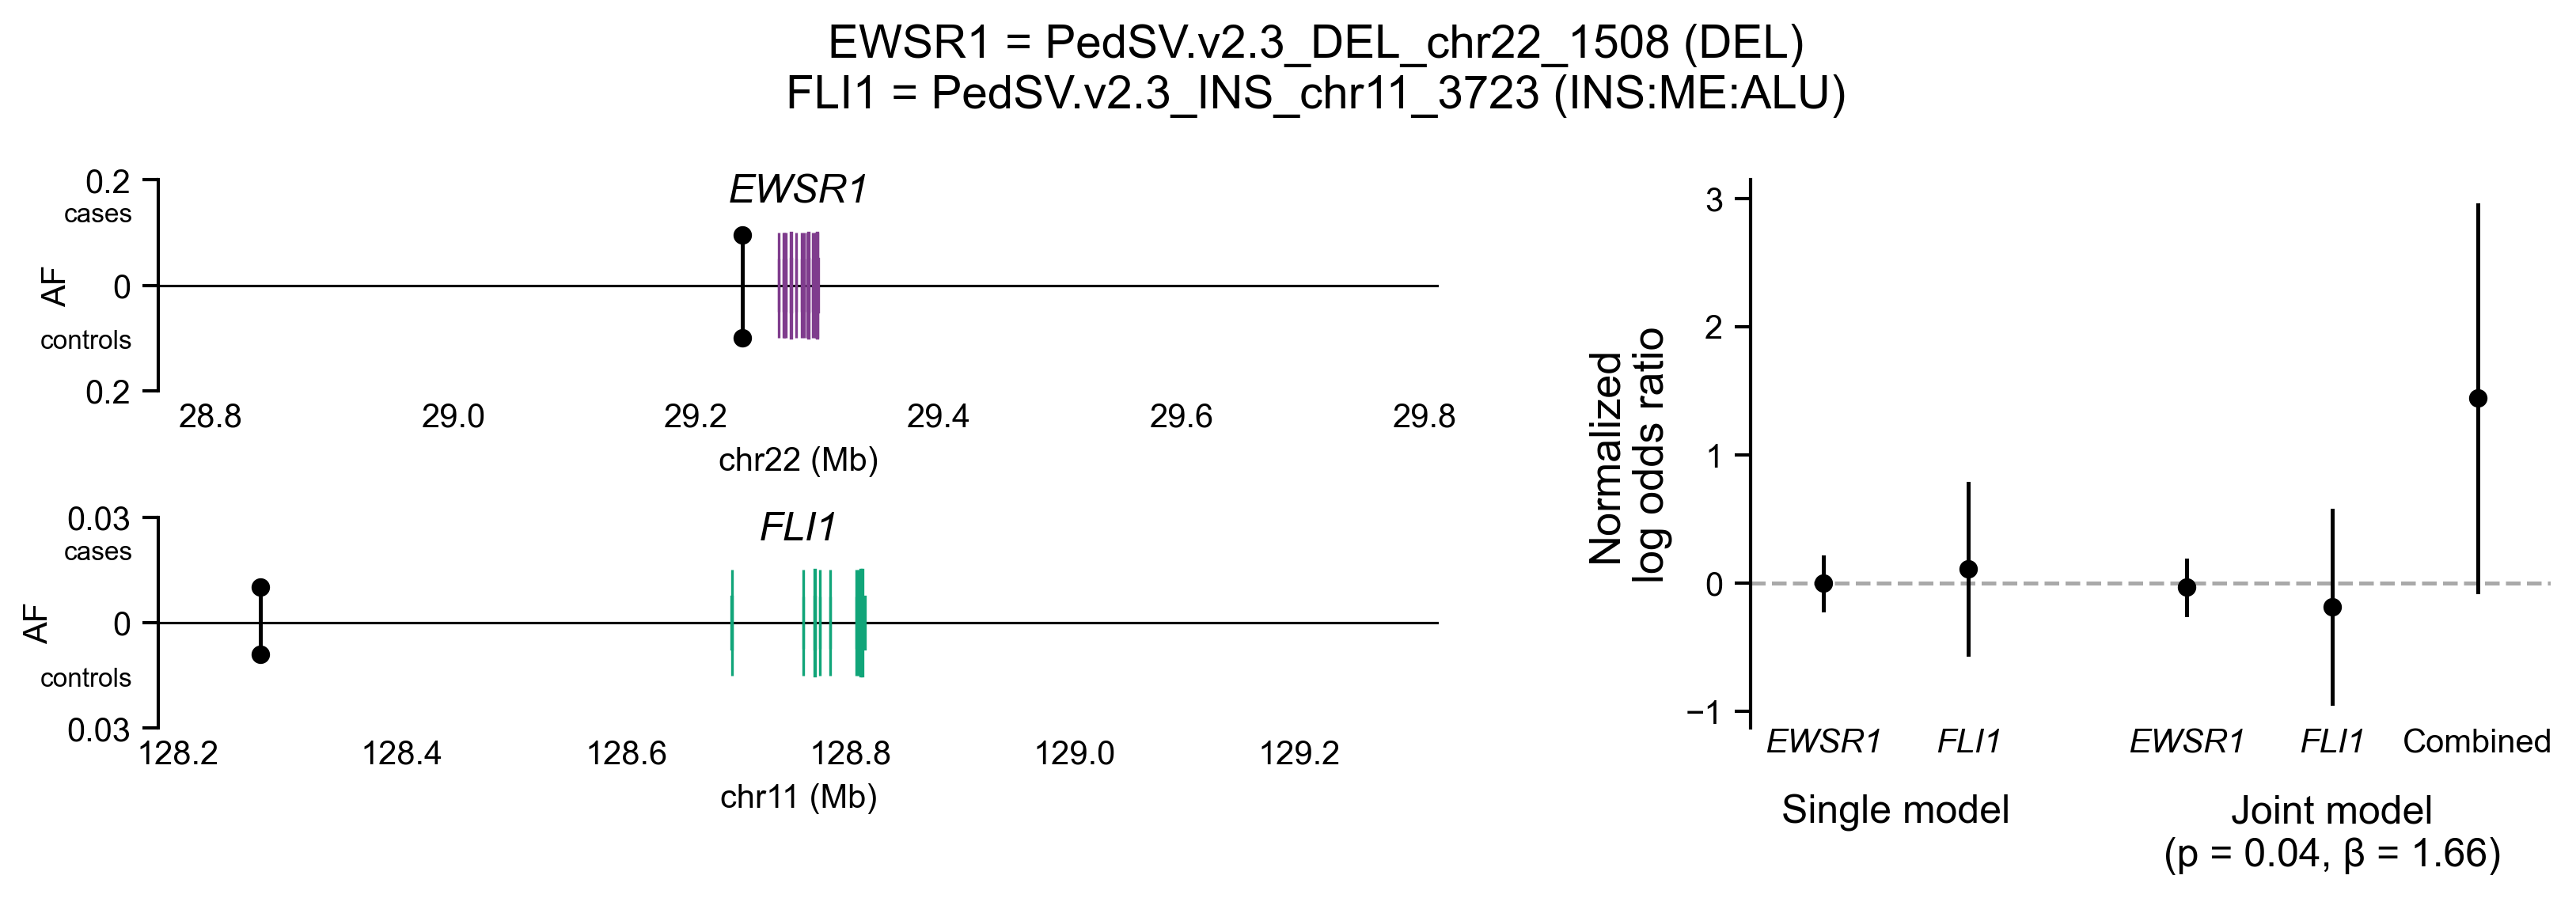 EWSR1 = PedSV.v2.3_DEL_chr22_1508 (DEL)
FLI1 = PedSV.v2.3_INS_chr11_3723 (INS:ME:ALU)
EWSR1
0.2
cases
AF
0
controls
0.2
28.8 29.0 29.2 29.4 29.6 29.8
chr22 (Mb)
FLI1
0.03
cases
AF
0
controls
0.03
128.2 128.4 128.6 128.8 129.0 129.2
chr11 (Mb)
Normalized
log odds ratio
3
2
1
0
−1
EWSR1 FLI1 EWSR1 FLI1 Combined
Single model Joint model
(p = 0.04, β = 1.66)